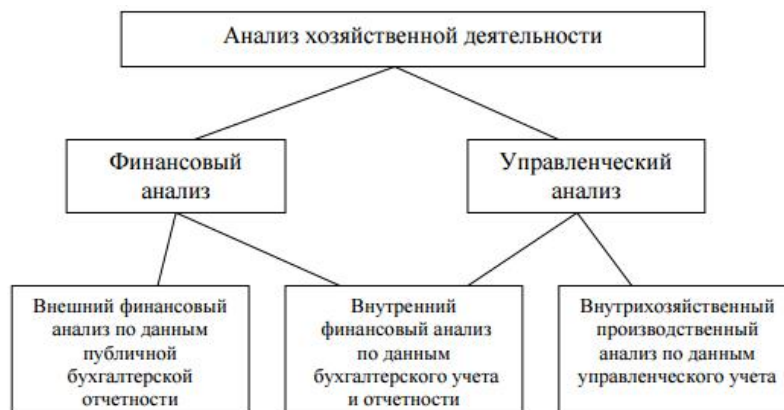 Анализ хозяйственной деятельности
Финансовый
анализ
Управленческий
анализ
Внешний финансовый
анализ по данным
публичной
бухгалтерской
отчетности
Внутренний
финансовый анализ
по данным
бухгалтерского учета
и отчетности
Внутрихозяйственный
производственный
анализ по данным
управленческого учета